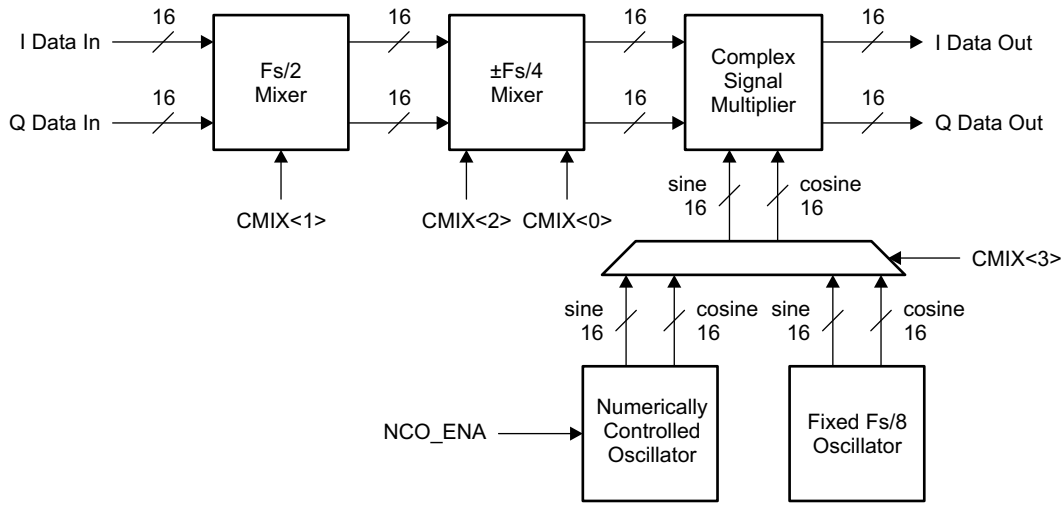 16 16 16 16
I Data In I Data Out
Fs/2
Mixer
±Fs/4
Mixer
Complex
Signal
Multiplier
16 16 16 16
Q Data In Q Data Out
sine
16
cosine
16
CMIX<1> CMIX<2> CMIX<0>
CMIX<3>
sine
16
cosine
16
sine
16
cosine
16
NCO_ENA
Numerically
Controlled
Oscillator
Fixed Fs/8
Oscillator